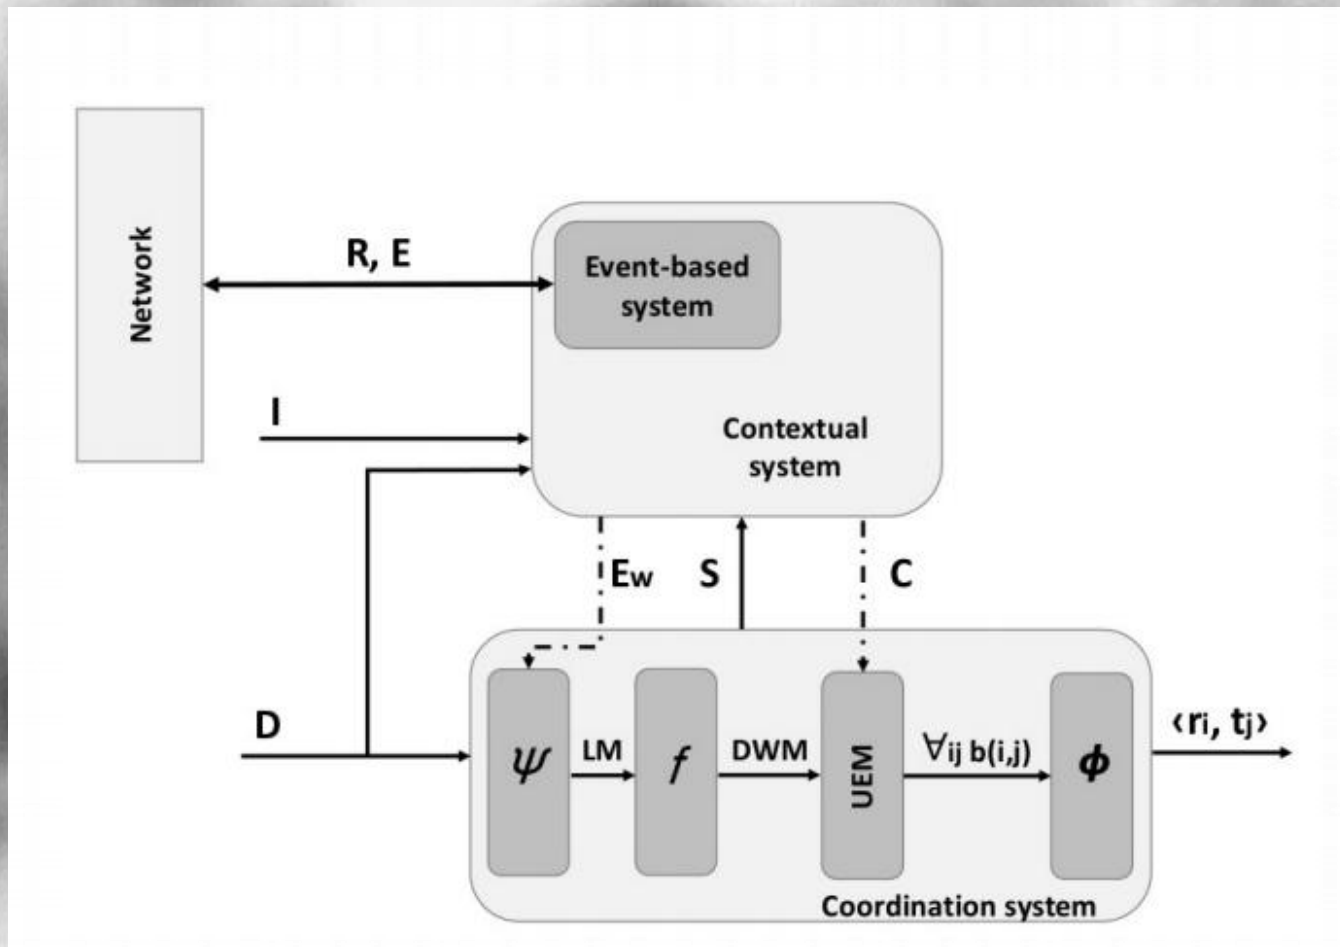 Network
R, E
Event-based
system
I
Contextual
system
Ew
S
C
D
ψ
LM
f
DWM
UEM
∀ij b(i,j)
ϕ
‹ri, tj›
Coordination system